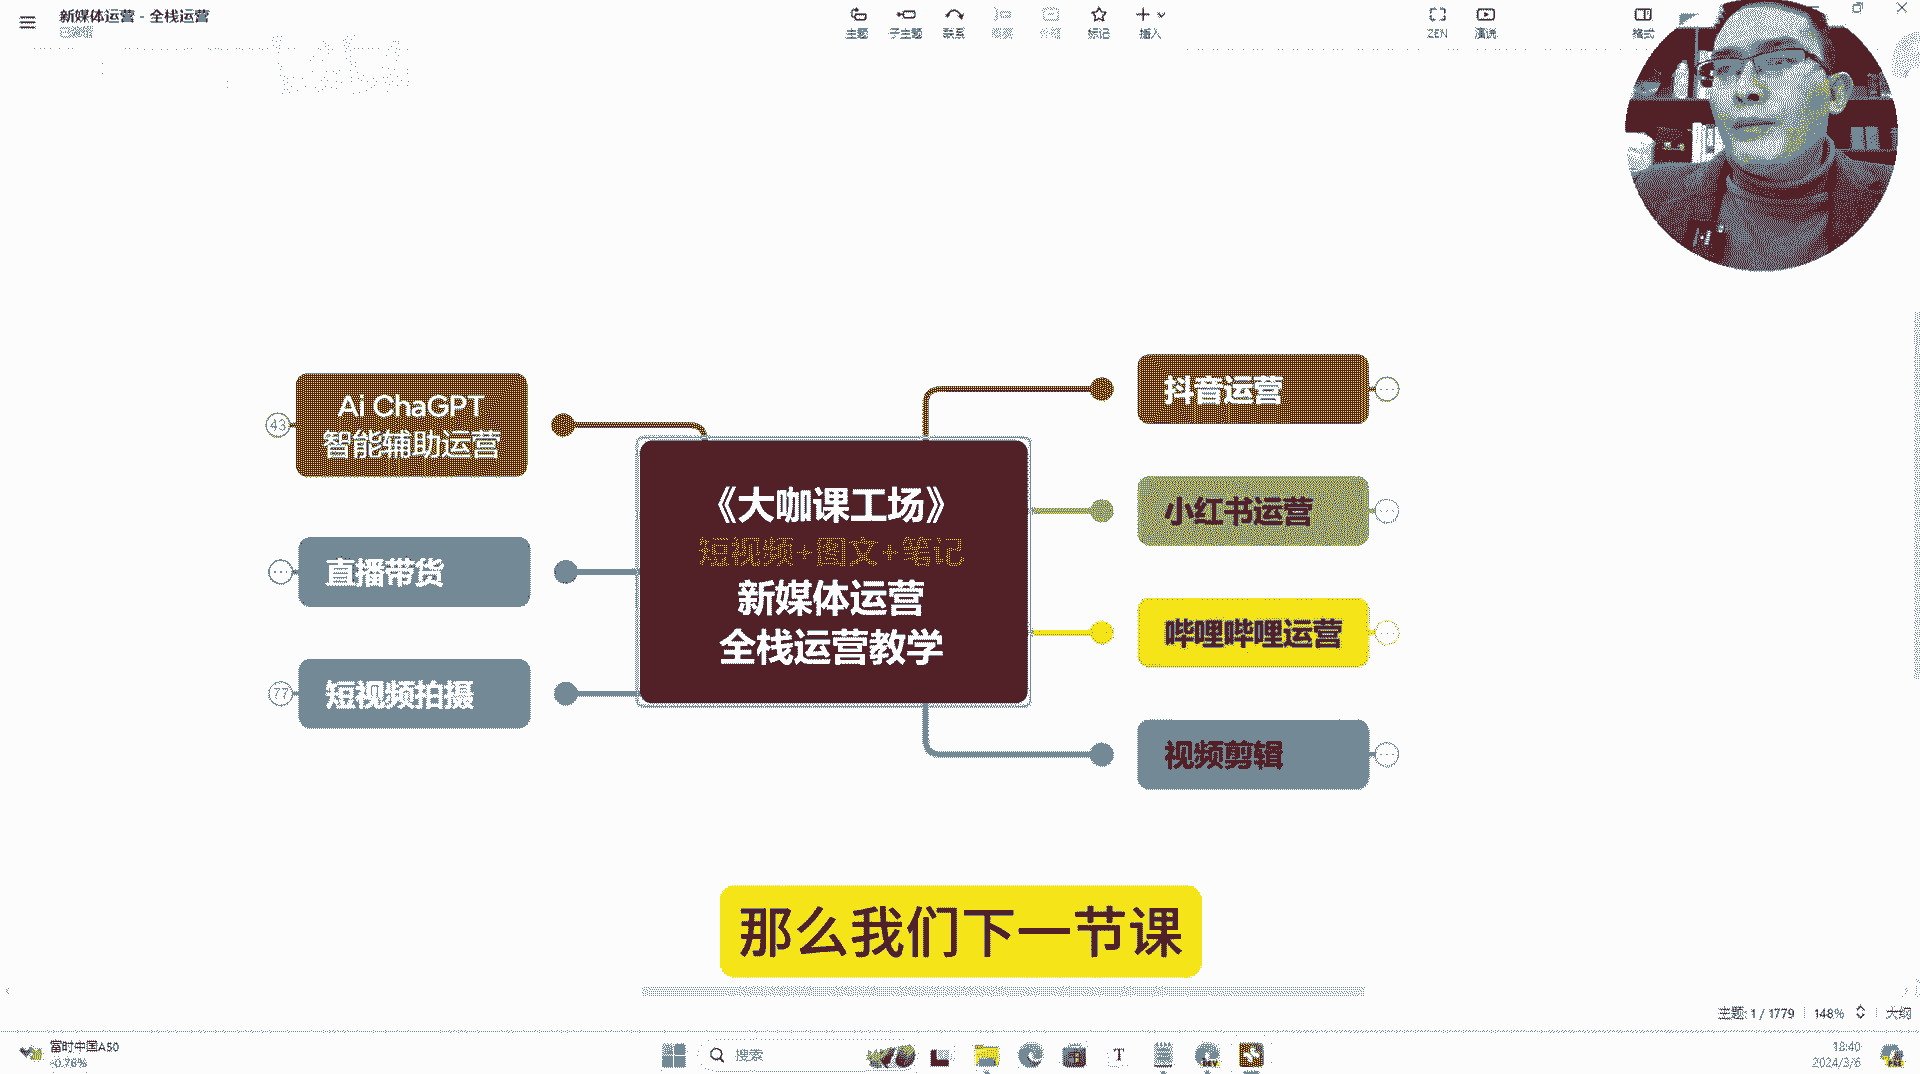 新媒体运营 - 全栈运营
已编辑
主题
子主题
联系
概要
外框
标记
插入
ZEN
演说
格式
Ai ChaGPT
智能辅助运营
43
直播带货
短视频拍摄
77
《大咖课工场》
短视频+图文+笔记
新媒体运营
全栈运营教学
抖音运营
小红书运营
哔哩哔哩运营
视频剪辑
那么我们下一节课
主题: 1 / 1779
148%
大纲
富时中国A50
-0.76%
搜索
18:40
2024/3/6